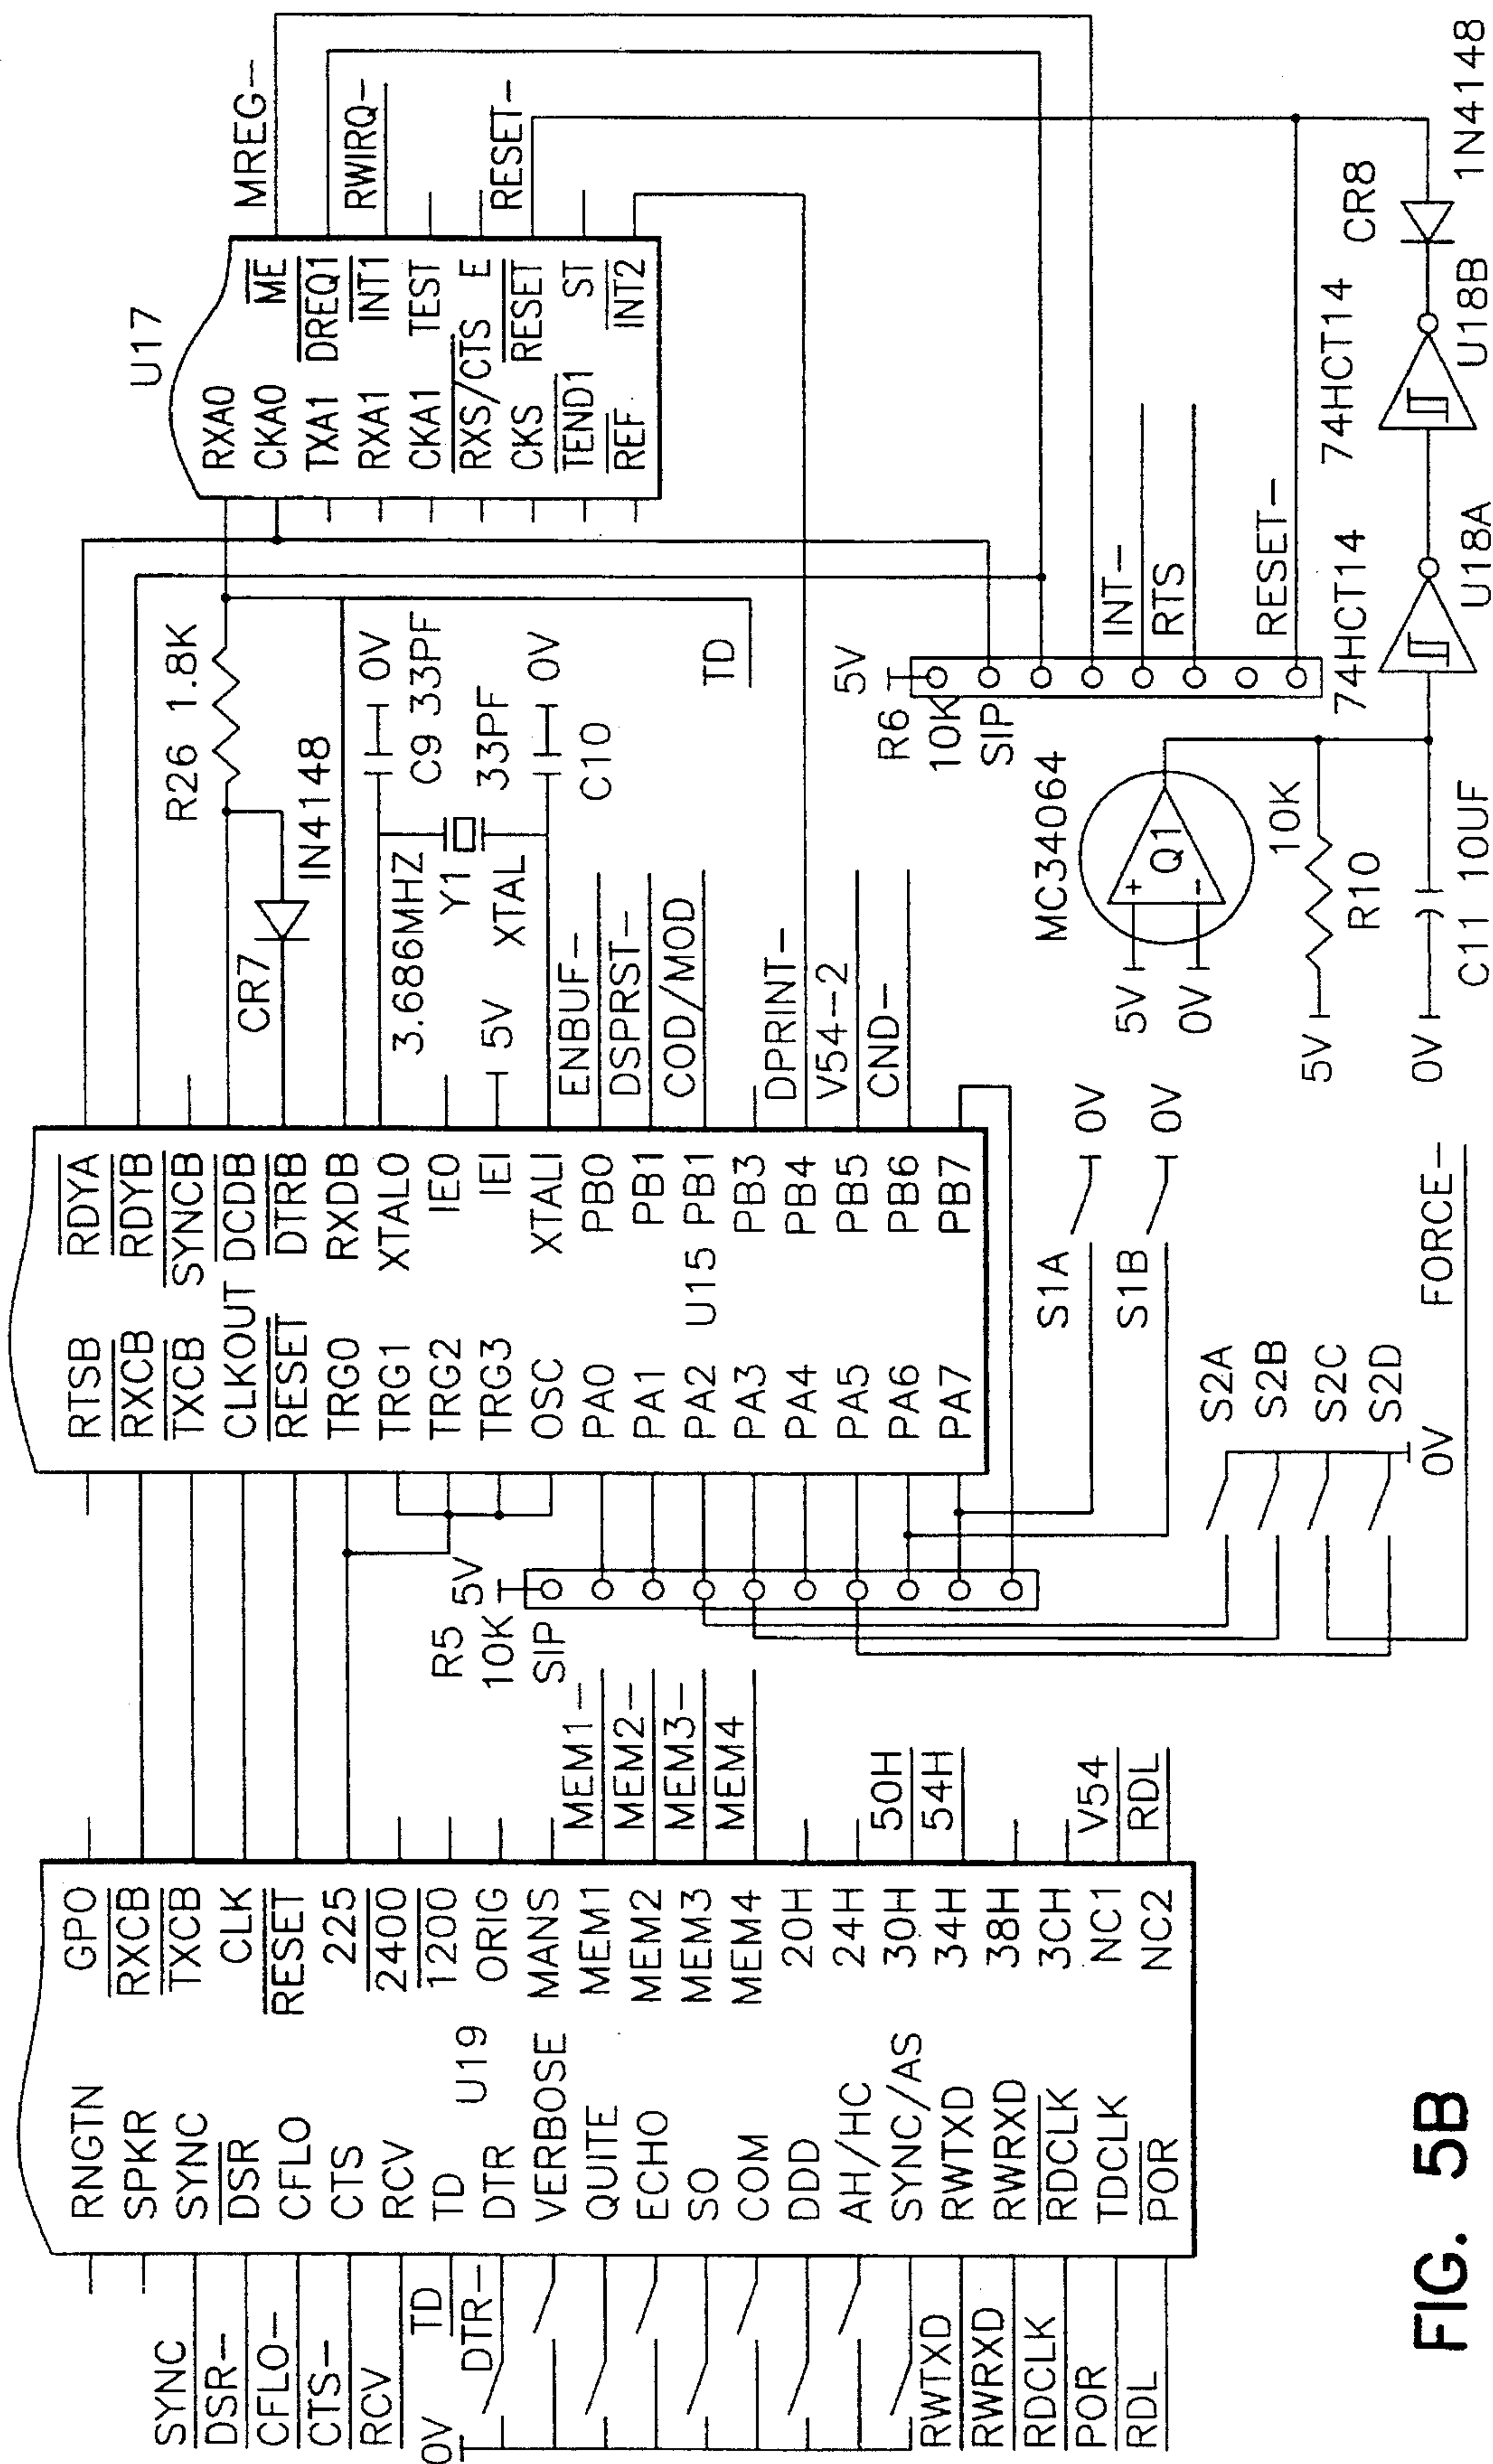 RNGTN
SPKR
SYNC
DSR
CFLO
CTS
RCV
TD
DTR
VERBOSE
QUITE
ECHO
SO
COM
DDD
AH/HC
SYNC/AS
RWTXD
RWRXD
RDCLK
TDCLK
POR
U19
GPO
RXCB
TXCB
CLK
RESET
225
2400
1200
ORIG
MANS
MEM1
MEM2
MEM3
MEM4
20H
24H
30H
34H
38H
3CH
NC1
NC2
SYNC
DSR-
CFLO-
CTS-
RCV
TD
DTR-
0V
RWTXD
RWRXD
RDCLK
POR
RDL
MEM1-
MEM2-
MEM3-
MEM4
50H
54H
V54
RDL
R5
10K
SIP
5V
RTSB
RXCB
TXCB
CLKOUT
RESET
TRG0
TRG1
TRG2
TRG3
OSC
PA0
PA1
PA2
PA3
PA4
PA5
PA6
PA7
U15
RDYA
RDYB
SYNCB
DCDB
DTRB
RXDB
XTALO
IEO
IEI
XTALI
PB0
PB1
PB1
PB3
PB4
PB5
PB6
PB7
S2A
S2B
S2C
S2D
0V
FORCE-
S1A
0V
S1B
0V
CR7
IN4148
R26 1.8K
3.686MHZ
Y1
XTAL
5V
0V
C9 33PF
33PF
0V
C10
ENBUF-
DSPRST-
COD/MOD
DPRINT-
V54--2
CND-
TD
U17
RXA0
CKA0
TXA1
RXA1
CKA1
RXS/CTS
CKS
TEND1
REF
ME
DREQ1
INT1
TEST
E
RESET
ST
INT2
MREG-
RWIRQ-
RESET-
5V
R6
10K
SIP
INT-
RTS
RESET-
MC34064
Q1
+
-
5V
0V
10K
R10
5V
0V
C11 10UF
74HCT14
U18A
74HCT14
U18B
CR8
1N4148
FIG. 5B